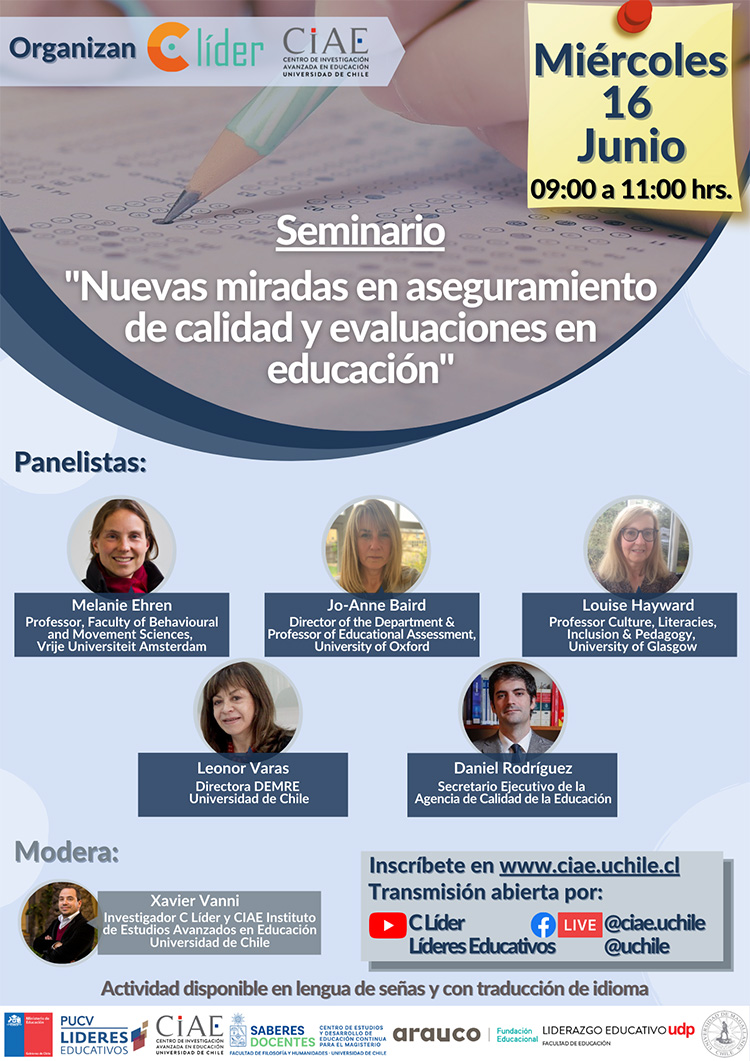 Organizan
C líder
CiAE
CENTRO DE INVESTIGACIÓN
AVANZADA EN EDUCACIÓN
UNIVERSIDAD DE CHILE
Miércoles
16
Junio
09:00 a 11:00 hrs.
Seminario
"Nuevas miradas en aseguramiento
de calidad y evaluaciones en
educación"
Panelistas:
Melanie Ehren
Professor, Faculty of Behavioural
and Movement Sciences,
Vrije Universiteit Amsterdam
Jo-Anne Baird
Director of the Department &
Professor of Educational Assessment,
University of Oxford
Louise Hayward
Professor Culture, Literacies,
Inclusion & Pedagogy,
University of Glasgow
Leonor Varas
Directora DEMRE
Universidad de Chile
Daniel Rodríguez
Secretario Ejecutivo de la
Agencia de Calidad de la Educación
Modera:
Xavier Vanni
Investigador C Líder y CIAE Instituto
de Estudios Avanzados en Educación
Universidad de Chile
Inscríbete en www.ciae.uchile.cl
Transmisión abierta por:
C Líder
Líderes Educativos
LIVE
@ciae.uchile
@uchile
Actividad disponible en lengua de señas y con traducción de idioma
Ministerio de
Educación
Gobierno de Chile
PUCV
LIDERES
EDUCATIVOS
CiAE
CENTRO DE INVESTIGACIÓN
AVANZADA EN EDUCACIÓN
UNIVERSIDAD DE CHILE
SABERES
DOCENTES
CENTRO DE ESTUDIOS
Y DESARROLLO DE
EDUCACIÓN CONTINUA
PARA EL MAGISTERIO
FACULTAD DE FILOSOFÍA Y HUMANIDADES · UNIVERSIDAD DE CHILE
arauco
Fundación
Educacional
LIDERAZGO EDUCATIVO udp
FACULTAD DE EDUCACIÓN